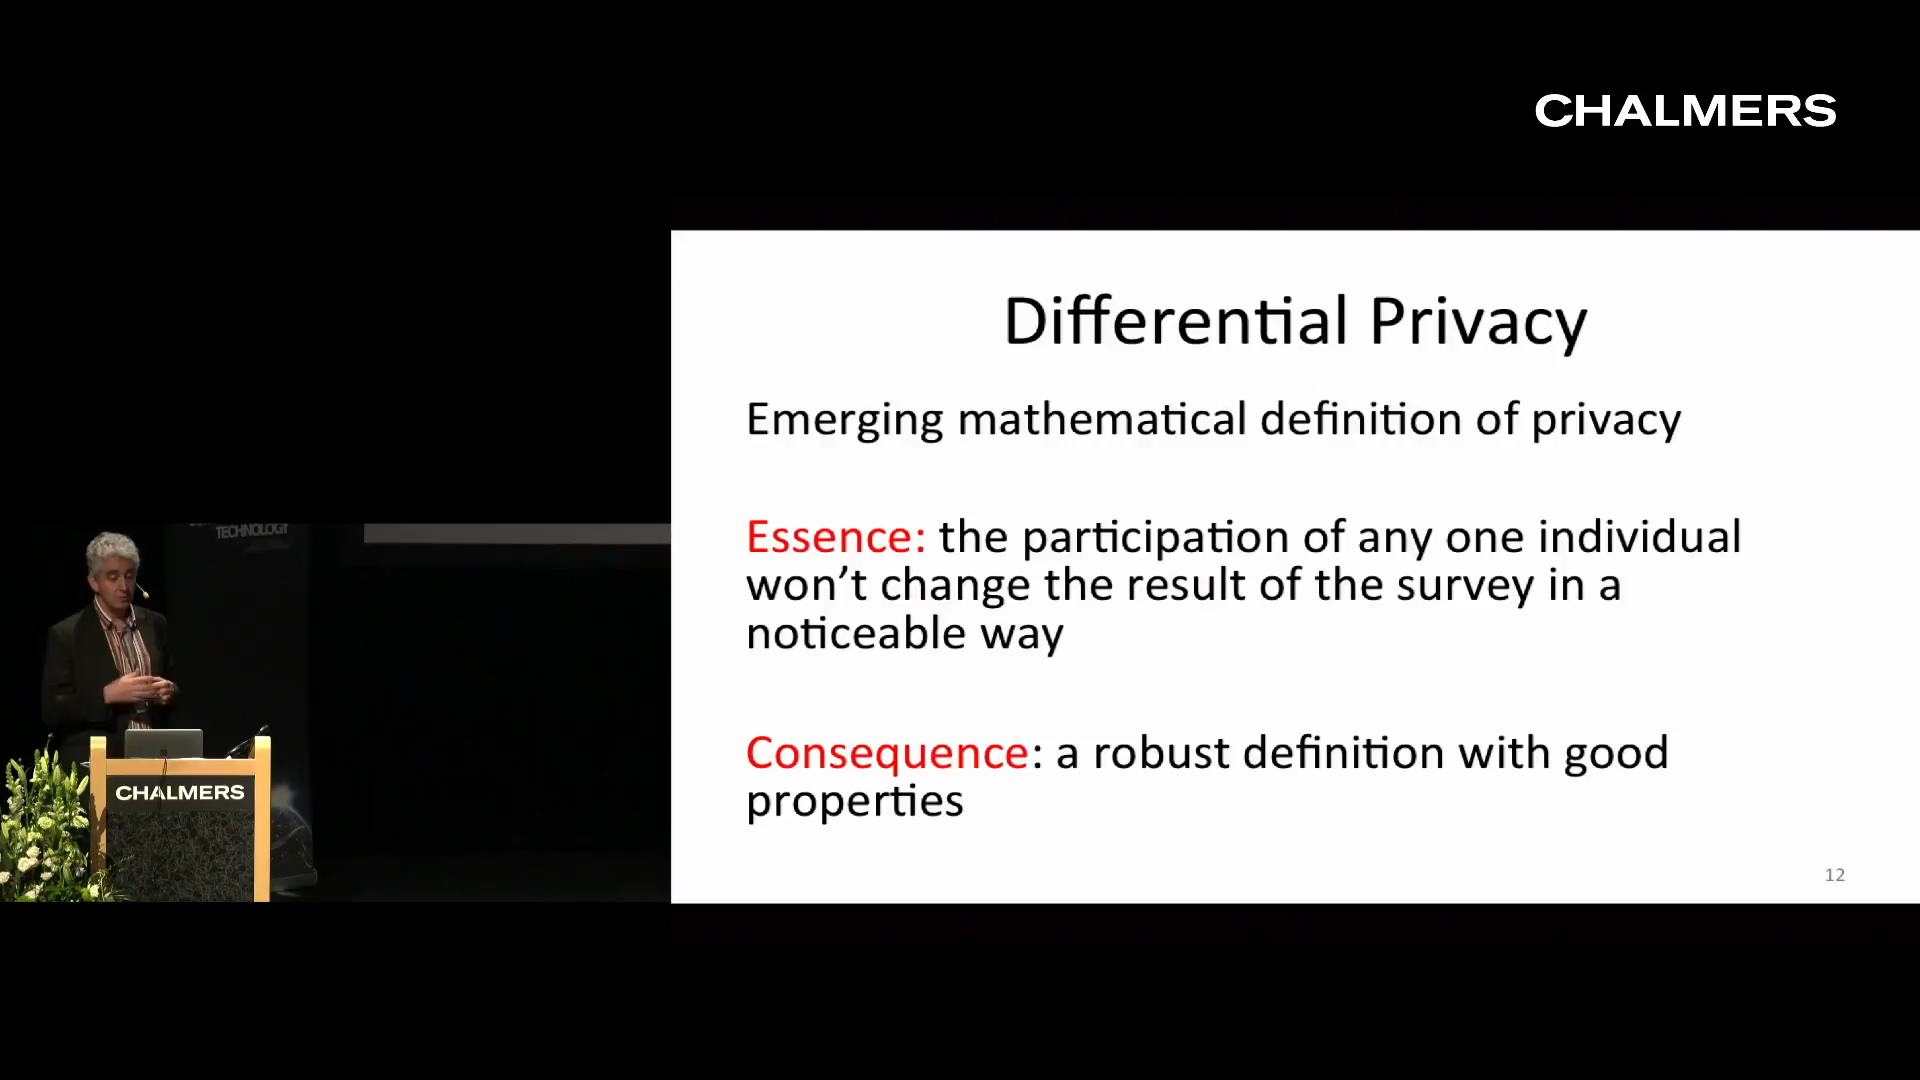 CHALMERS
Differential Privacy
Emerging mathematical definition of privacy
Essence: the participation of any one individual
won't change the result of the survey in a
noticeable way
Consequence: a robust definition with good
properties
12
TECHNOLOGY
CHALMERS